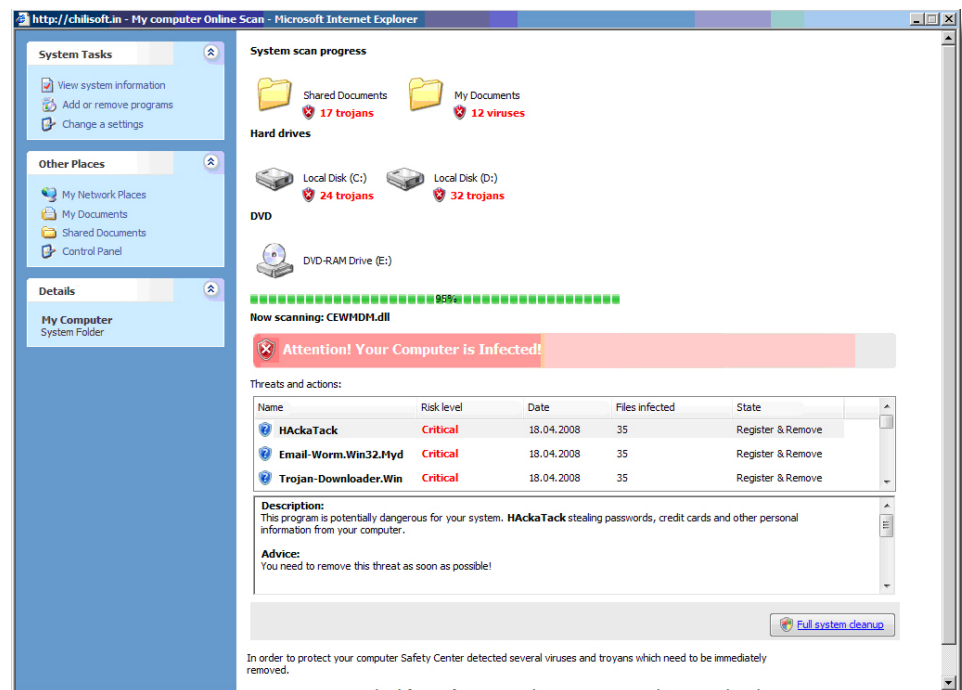 http://chilisoft.in - My computer Online Scan - Microsoft Internet Explorer
System Tasks
View system information
Add or remove programs
Change a settings
Other Places
My Network Places
My Documents
Shared Documents
Control Panel
Details
My Computer
System Folder
System scan progress
Shared Documents
17 trojans
My Documents
12 viruses
Hard drives
Local Disk (C:)
24 trojans
Local Disk (D:)
32 trojans
DVD
DVD-RAM Drive (E:)
95%
Now scanning: CEWMDM.dll
Attention! Your Computer is Infected!
Threats and actions:
Name Risk level Date Files infected State
HAckaTack Critical 18.04.2008 35 Register & Remove
Email-Worm.Win32.Myd Critical 18.04.2008 35 Register & Remove
Trojan-Downloader.Win Critical 18.04.2008 35 Register & Remove
Description:
This program is potentially dangerous for your system. HAckaTack stealing passwords, credit cards and other personal
information from your computer.
Advice:
You need to remove this threat as soon as possible!
Full system cleanup
In order to protect your computer Safety Center detected several viruses and troyans which need to be immediately
removed.